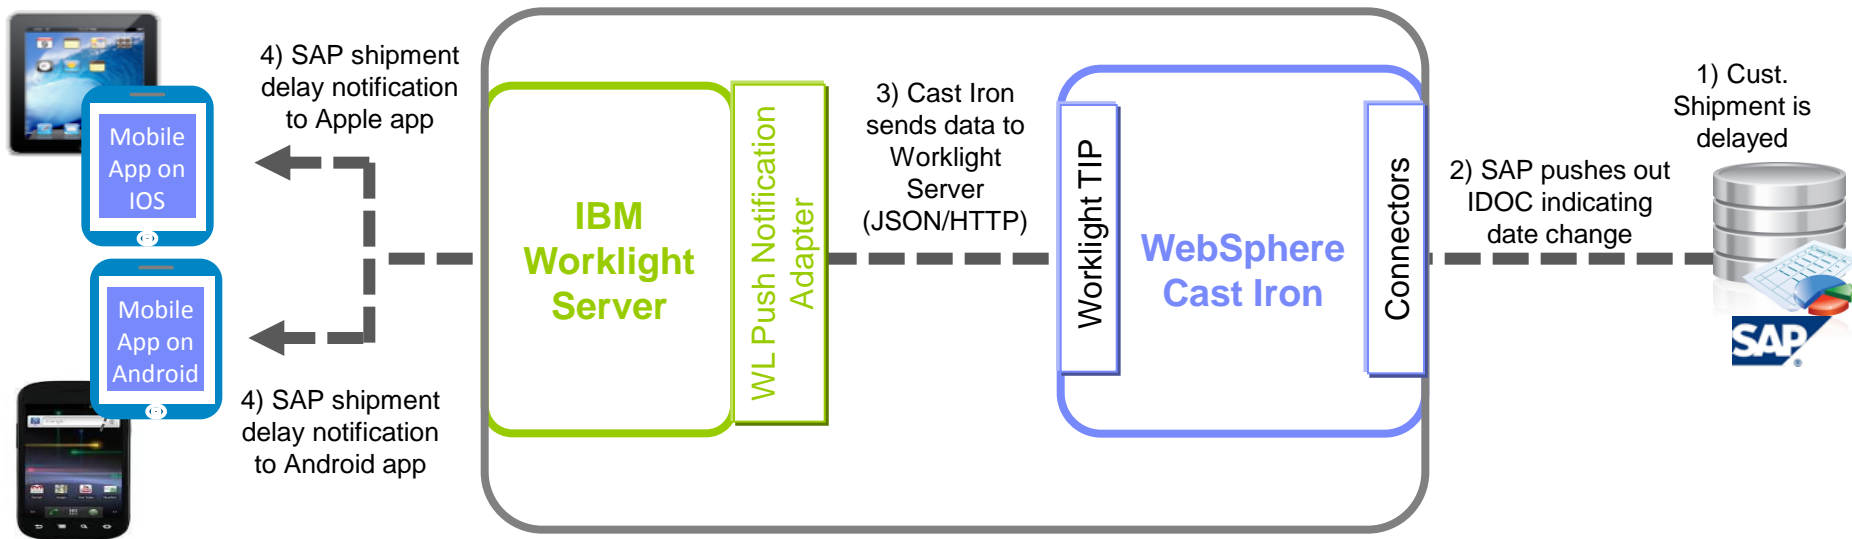 4) SAP shipment
delay notification
to Apple app
Mobile
App on
IOS
Mobile
App on
Android
4) SAP shipment
delay notification
to Android app
IBM
Worklight
Server
WL Push Notification
Adapter
3) Cast Iron
sends data to
Worklight
Server
(JSON/HTTP)
Worklight TIP
WebSphere
Cast Iron
Connectors
1) Cust.
Shipment is
delayed
2) SAP pushes out
IDOC indicating
date change
SAP
®